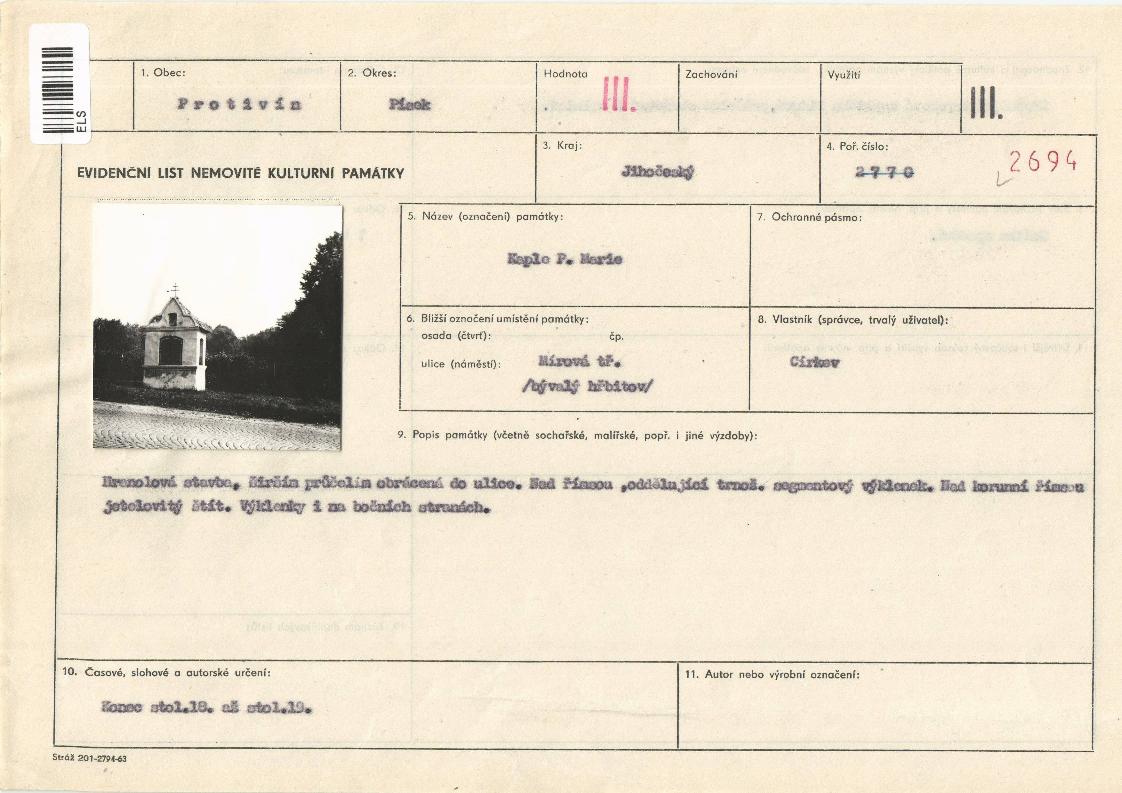 ELS
1. Obec:
Protivín
2. Okres:
Písek
Hodnota
III.
Zachování
Využití
III.
EVIDENČNÍ LIST NEMOVITÉ KULTURNÍ PAMÁTKY
3. Kraj:
Jihočeský
4. Poř. číslo:
2770
2694
5. Název (označení) památky:
Kaple P. Marie
7. Ochranné pásmo:
6. Bližší označení umístění památky:
osada (čtvrť): čp.
ulice (náměstí): Mírová tř.
/bývalý hřbitov/
8. Vlastník (správce, trvalý uživatel):
Církev
9. Popis památky (včetně sochařské, malířské, popř. i jiné výzdoby):
Hranolová stavba, širším průčelím obrácená do ulice. Nad římsou ,oddělující trnož. segmentový výklenek. Nad korunní římsou
jetelovitý štít. Výklenky i na bočních stranách.
10. Časové, slohové a autorské určení:
Konec stol.18. až stol.19.
11. Autor nebo výrobní označení:
Stráž 201-2794-63